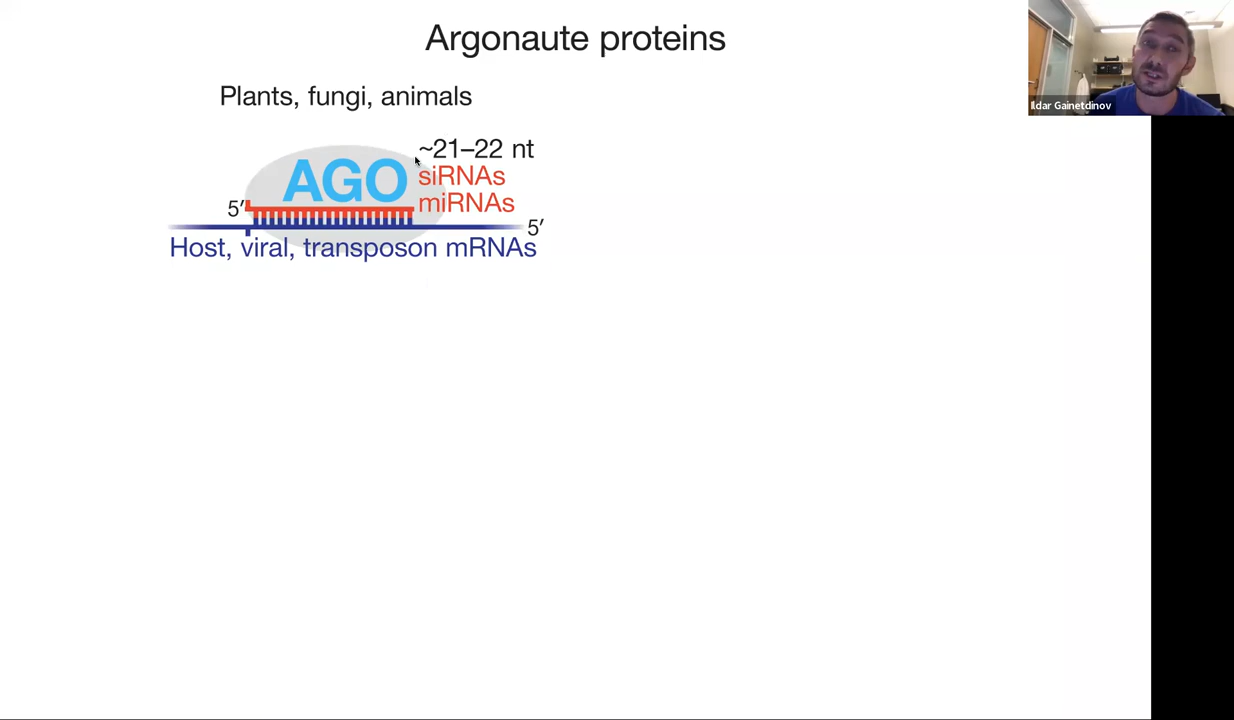 Argonaute proteins
Plants, fungi, animals
AGO
~21–22 nt
siRNAs
miRNAs
5′
5′
Host, viral, transposon mRNAs
Ildar Gainetdinov